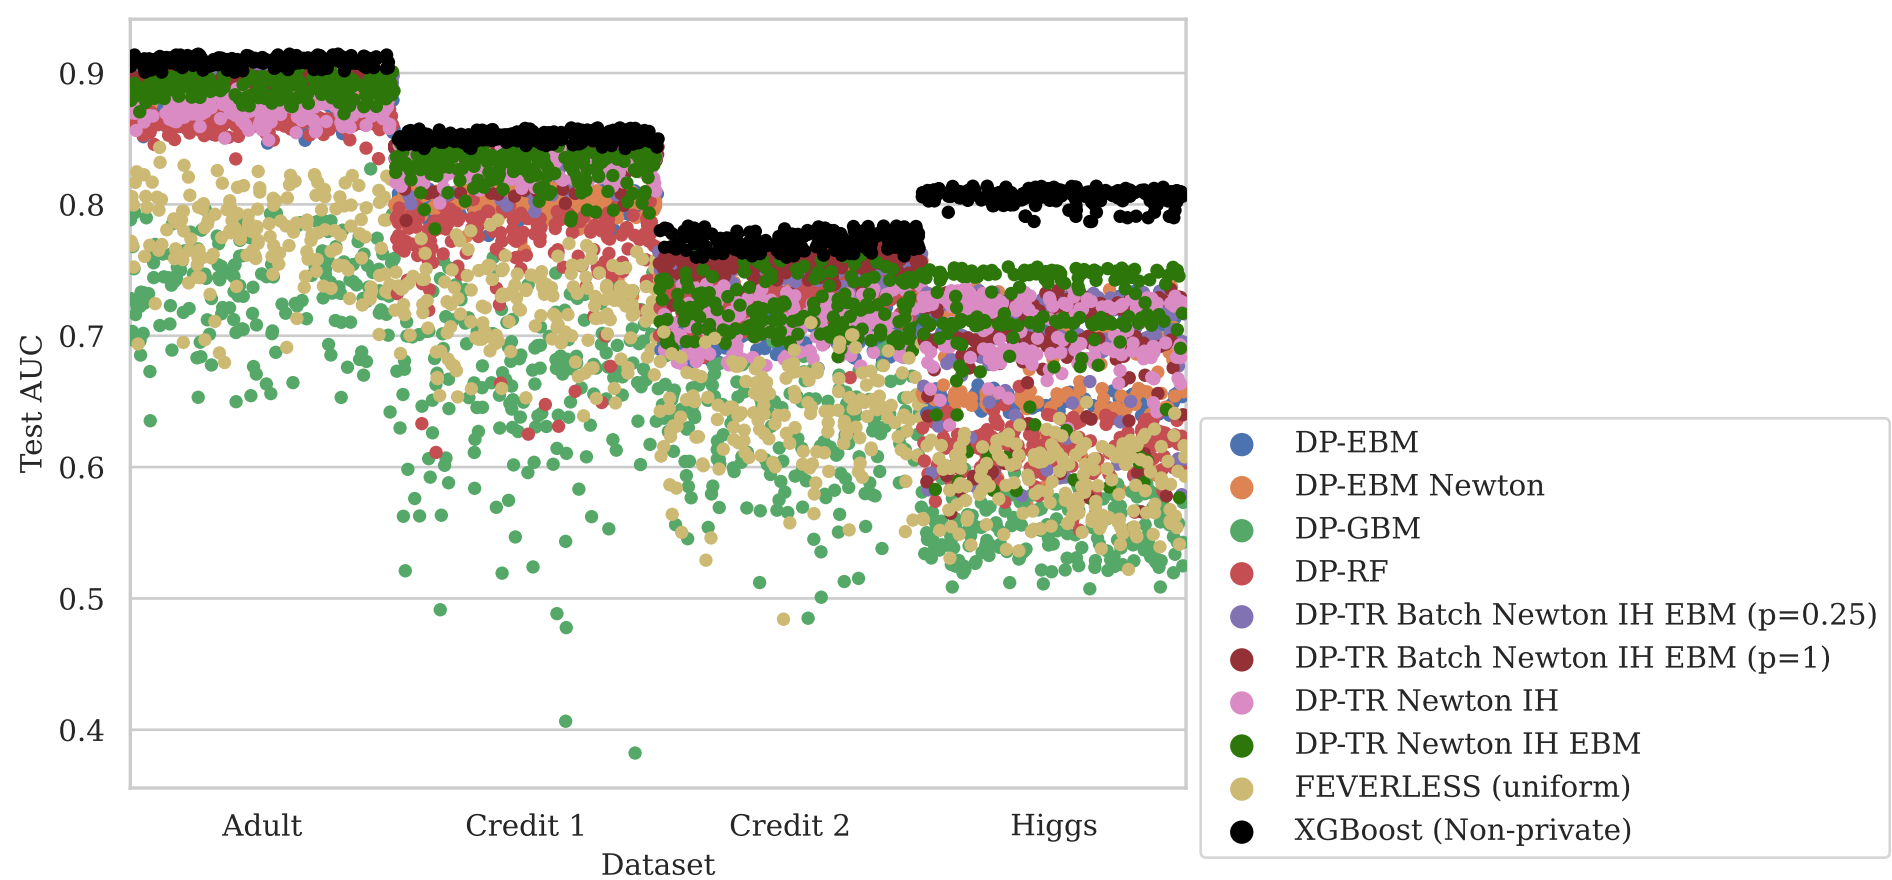 Test AUC
0.9
0.8
0.7
0.6
0.5
0.4
Adult
Credit 1
Credit 2
Higgs
Dataset
DP-EBM
DP-EBM Newton
DP-GBM
DP-RF
DP-TR Batch Newton IH EBM (p=0.25)
DP-TR Batch Newton IH EBM (p=1)
DP-TR Newton IH
DP-TR Newton IH EBM
FEVERLESS (uniform)
XGBoost (Non-private)